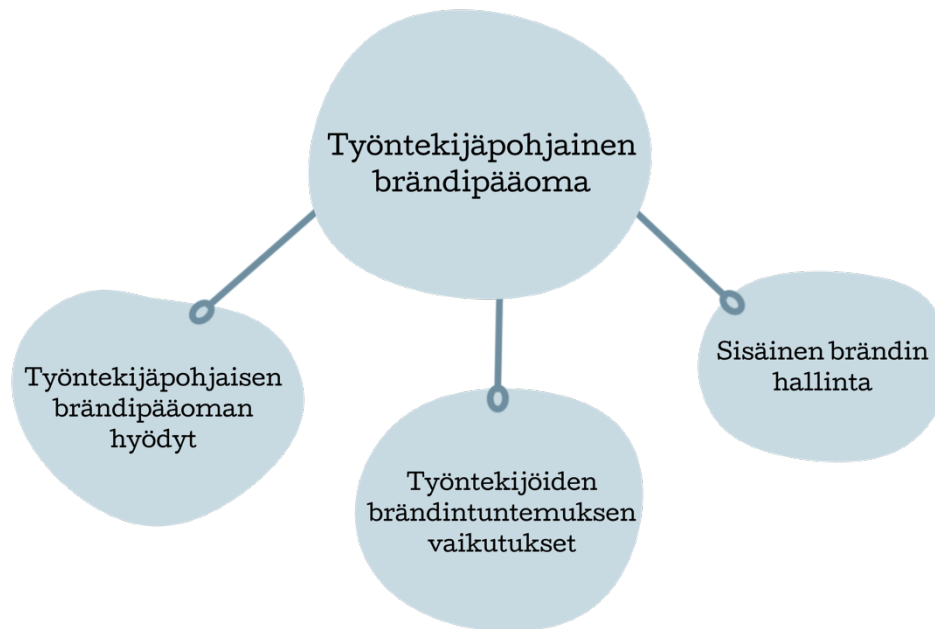 Työntekijäpohjainen
brändipääoma
Työntekijäpohjaisen
brändipääoman
hyödyt
Työntekijöiden
brändintuntemuksen
vaikutukset
Sisäinen brändin
hallinta